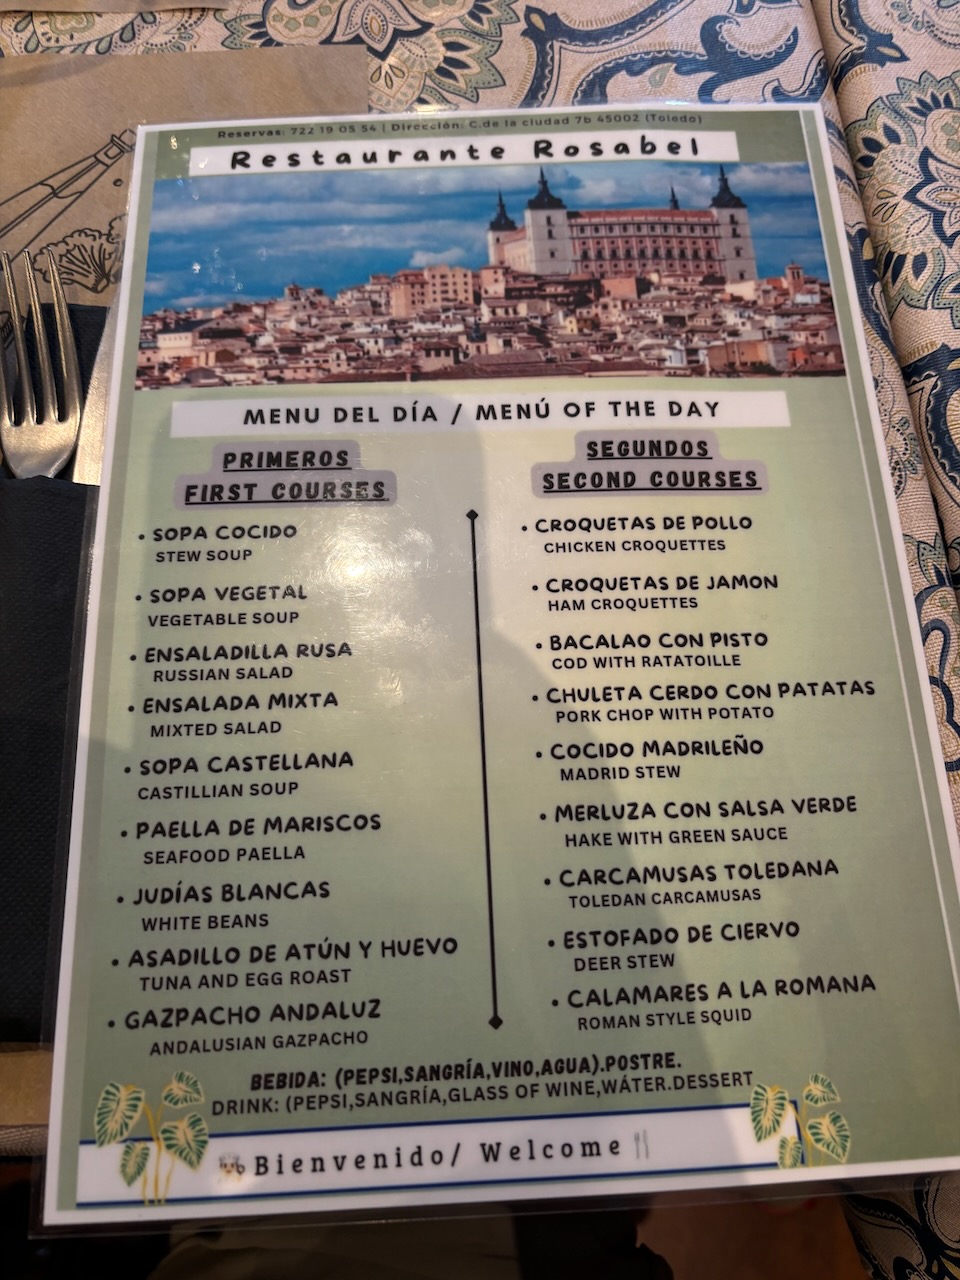 Reservas: 722 19 05 54 | Dirección: C.de la ciudad 7b 45002 (Toledo)
Restaurante Rosabel
MENU DEL DÍA / MENÚ OF THE DAY
PRIMEROS
FIRST COURSES
• SOPA COCIDO
STEW SOUP
• SOPA VEGETAL
VEGETABLE SOUP
• ENSALADILLA RUSA
RUSSIAN SALAD
• ENSALADA MIXTA
MIXTED SALAD
• SOPA CASTELLANA
CASTILLIAN SOUP
• PAELLA DE MARISCOS
SEAFOOD PAELLA
• JUDÍAS BLANCAS
WHITE BEANS
• ASADILLO DE ATÚN Y HUEVO
TUNA AND EGG ROAST
• GAZPACHO ANDALUZ
ANDALUSIAN GAZPACHO
SEGUNDOS
SECOND COURSES
• CROQUETAS DE POLLO
CHICKEN CROQUETTES
• CROQUETAS DE JAMON
HAM CROQUETTES
• BACALAO CON PISTO
COD WITH RATATOILLE
• CHULETA CERDO CON PATATAS
PORK CHOP WITH POTATO
• COCIDO MADRILEÑO
MADRID STEW
• MERLUZA CON SALSA VERDE
HAKE WITH GREEN SAUCE
• CARCAMUSAS TOLEDANA
TOLEDAN CARCAMUSAS
• ESTOFADO DE CIERVO
DEER STEW
• CALAMARES A LA ROMANA
ROMAN STYLE SQUID
BEBIDA: (PEPSI,SANGRÍA,VINO,AGUA).POSTRE.
DRINK: (PEPSI,SANGRÍA,GLASS OF WINE,WÁTER.DESSERT
Bienvenido/ Welcome